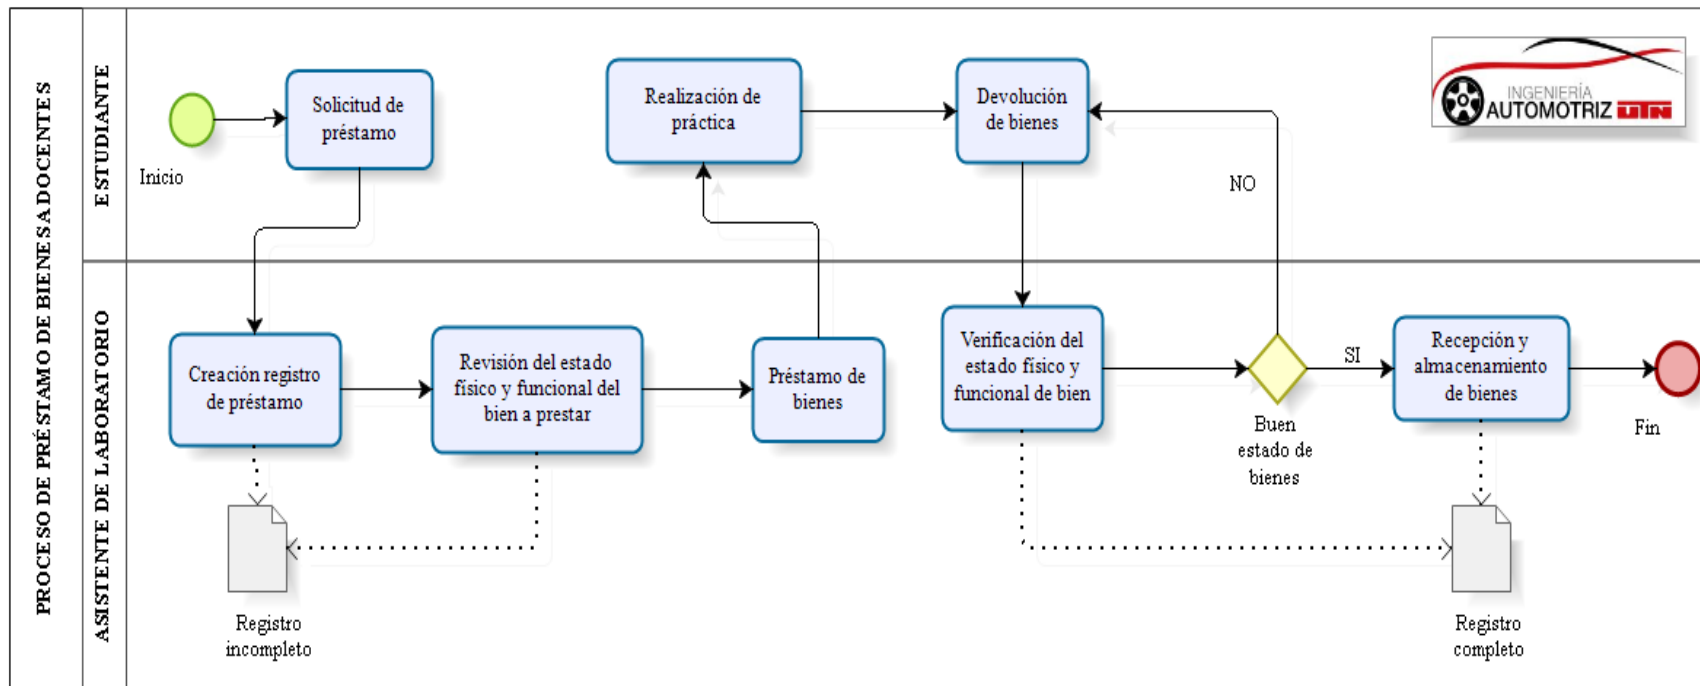 PROCESO DE PRÉSTAMO DE BIENES A DOCENTES
ESTUDIANTE
Inicio
Solicitud de
préstamo
Realización de
práctica
Devolución
de bienes
NO
INGENIERÍA
AUTOMOTRIZ UTN
ASISTENTE DE LABORATORIO
Creación registro
de préstamo
Revisión del estado
físico y funcional del
bien a prestar
Préstamo de
bienes
Verificación del
estado físico y
funcional de bien
Buen
estado de
bienes
SI
Recepción y
almacenamiento
de bienes
Fin
Registro
incompleto
Registro
completo